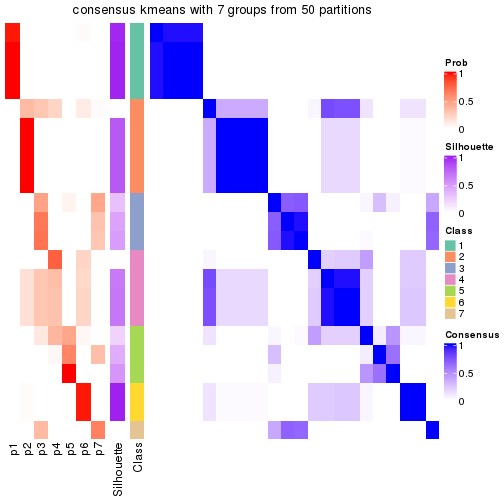 consensus kmeans with 7 groups from 50 partitions
Prob
1
0.5
0
Silhouette
1
0.5
0
Class
1
2
3
4
5
6
7
Consensus
1
0.5
0
p1
p2
p3
p4
p5
p6
p7
Silhouette
Class